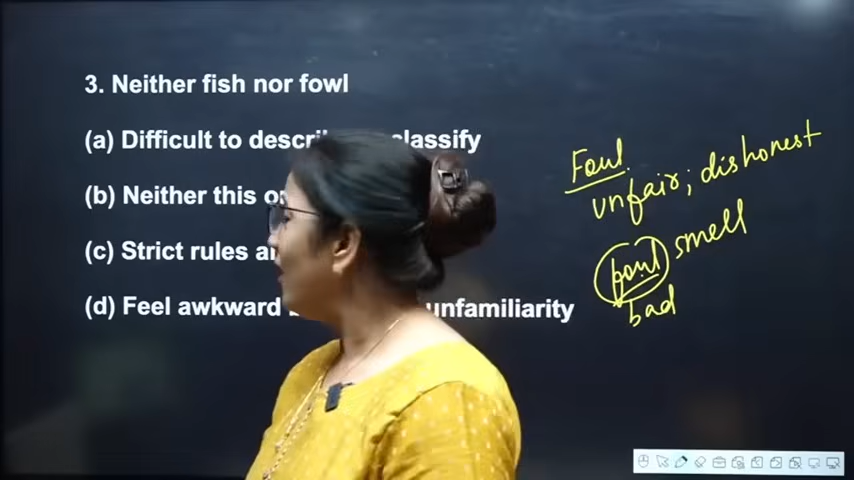 3. Neither fish nor fowl
(a) Difficult to classify
(b) Neither this
(c) Strict rules
(d) Feel awkward unfamiliarity
Foul
unfair; dishonest
foul smell
bad